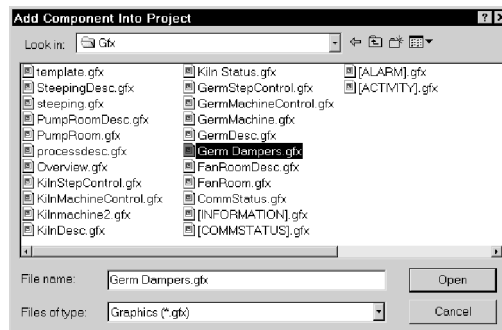 Add Component Into Project
Look in: Gfx
template.gfx
SteepingDesc.gfx
steeping.gfx
PumpRoomDesc.gfx
PumpRoom.gfx
processdesc.gfx
Overview.gfx
KilnStepControl.gfx
KilnMachineControl.gfx
Kilnmachine2.gfx
KilnDesc.gfx
Kiln Status.gfx
GermStepControl.gfx
GermMachineControl.gfx
GermMachine.gfx
GermDesc.gfx
Germ Dampers.gfx
FanRoomDesc.gfx
FanRoom.gfx
CommStatus.gfx
[INFORMATION].gfx
[COMMSTATUS].gfx
[ALARM].gfx
[ACTIVITY].gfx
File name: Germ Dampers.gfx Open
Files of type: Graphics (*.gfx) Cancel